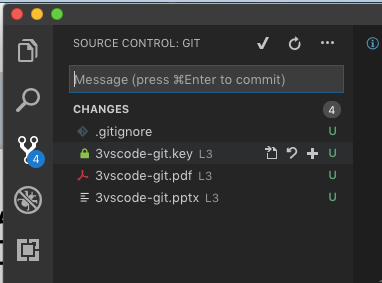 SOURCE CONTROL: GIT
Message (press ⌘Enter to commit)
CHANGES 4
.gitignore U
3vscode-git.key L3 U
4
3vscode-git.pdf L3 U
3vscode-git.pptx L3 U